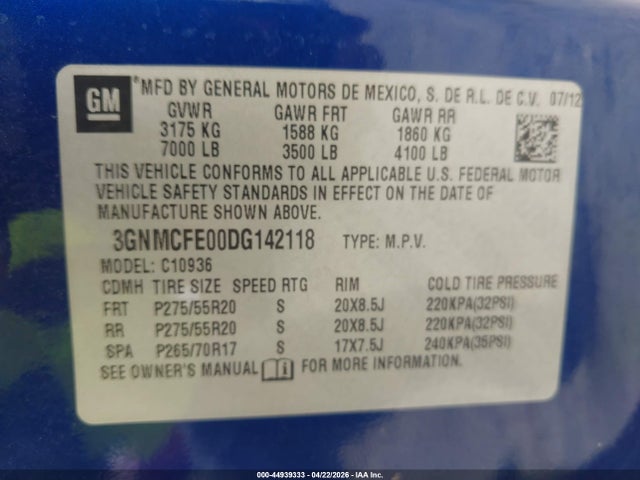 GM
*MFD BY GENERAL MOTORS DE MEXICO, S. DE R.L. DE C.V. 07/12
GVWR GAWR FRT GAWR RR
3175 KG 1588 KG 1860 KG
7000 LB 3500 LB 4100 LB
THIS VEHICLE CONFORMS TO ALL APPLICABLE U.S. FEDERAL MOTOR
VEHICLE SAFETY STANDARDS IN EFFECT ON THE DATE OF
MANUFACTURE SHOWN ABOVE.
3GNMCFE00DG142118 TYPE: M.P.V.
MODEL: C10936
CDMH TIRE SIZE SPEED RTG RIM COLD TIRE PRESSURE
FRT P275/55R20 S 20X8.5J 220KPA(32PSI)
RR P275/55R20 S 20X8.5J 220KPA(32PSI)
SPA P265/70R17 S 17X7.5J 240KPA(35PSI)
SEE OWNER'S MANUAL i FOR MORE INFORMATION.
000-44939333 - 04/22/2026 - IAA Inc.